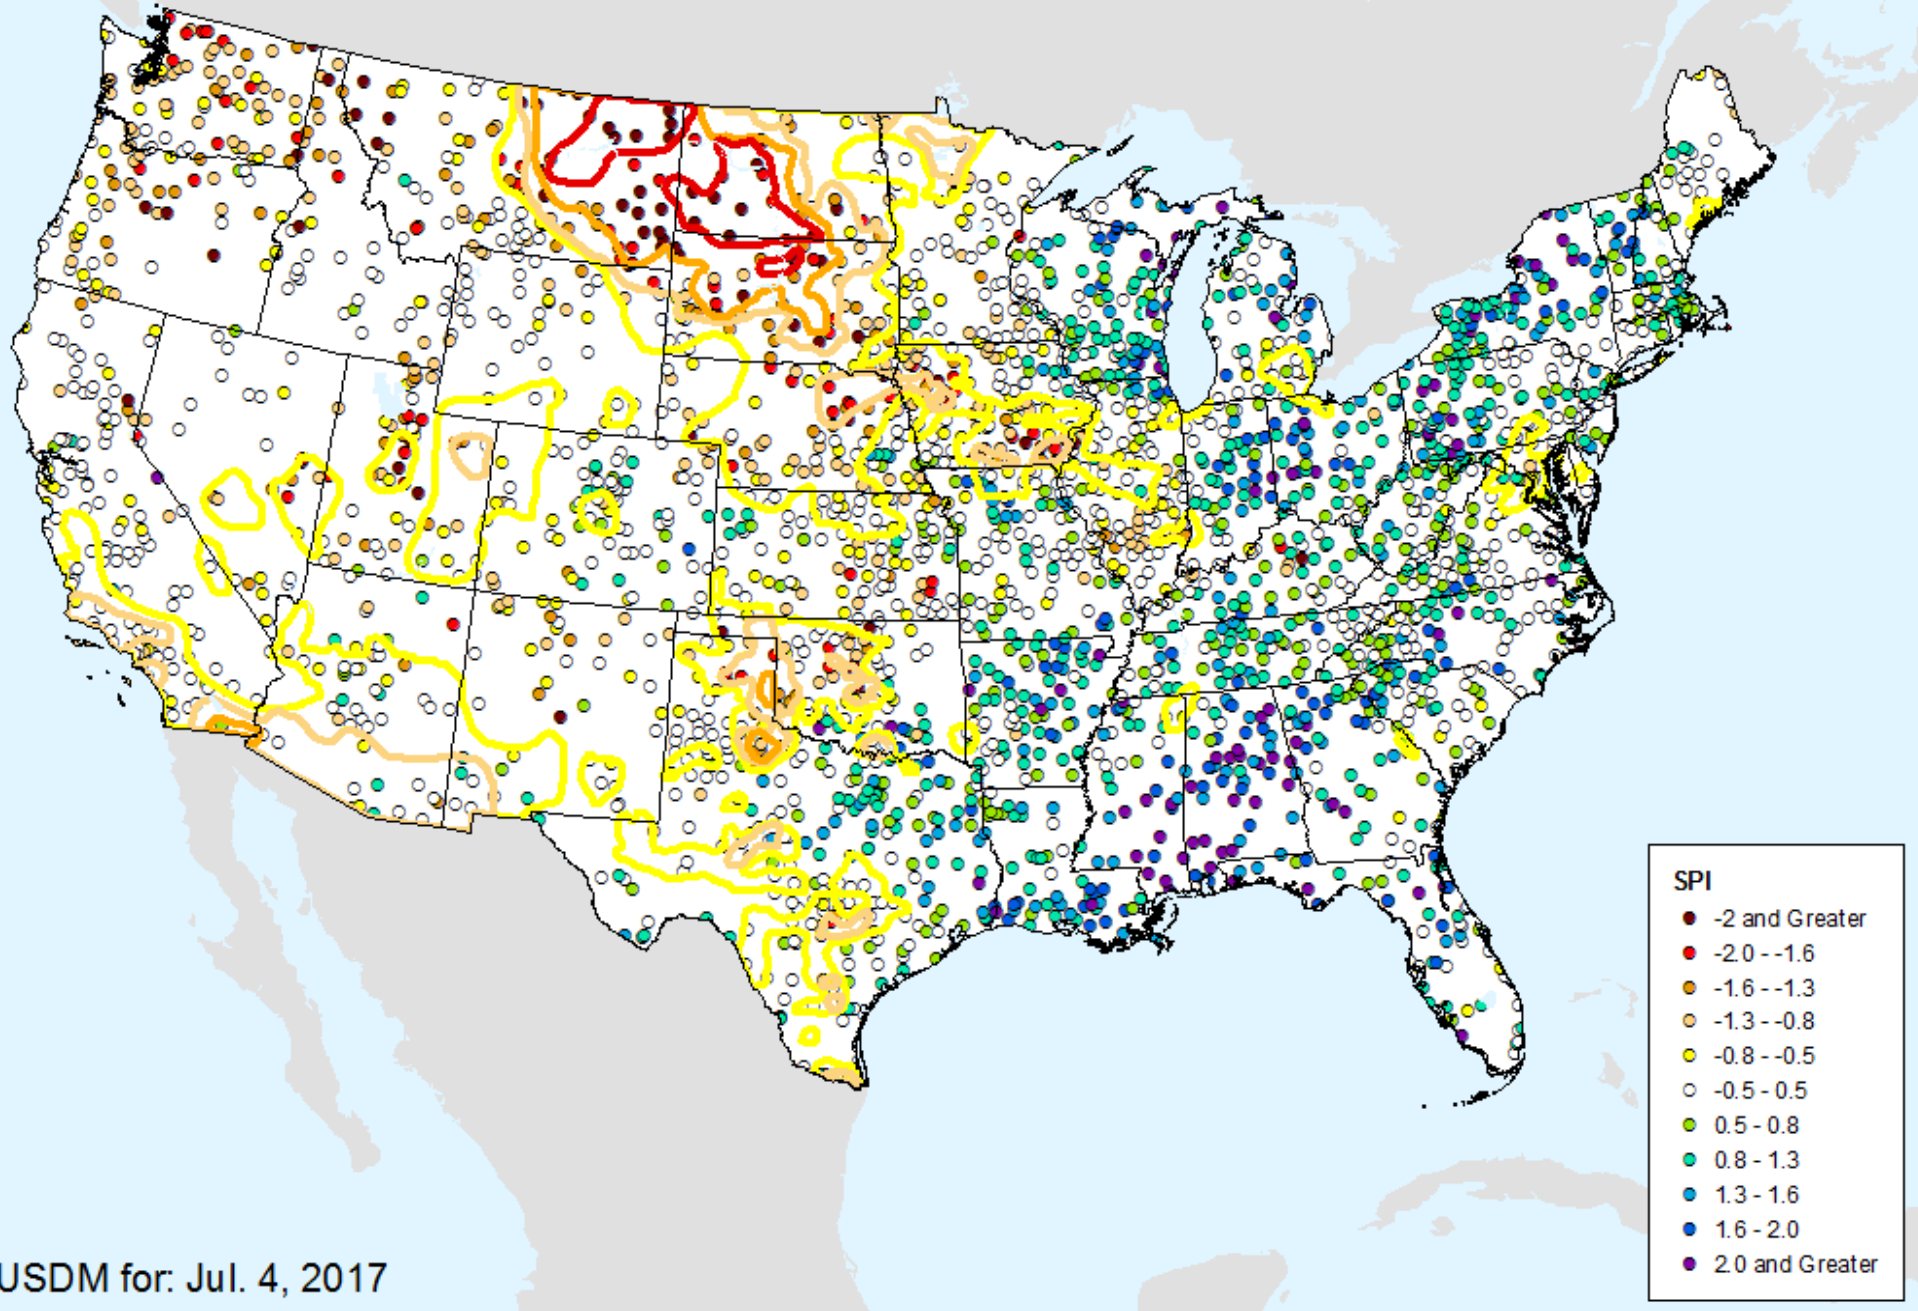 SPI
-2 and Greater
-2.0 - -1.6
-1.6 - -1.3
-1.3 - -0.8
-0.8 - -0.5
-0.5 - 0.5
0.5 - 0.8
0.8 - 1.3
1.3 - 1.6
1.6 - 2.0
2.0 and Greater
USDM for: Jul. 4, 2017